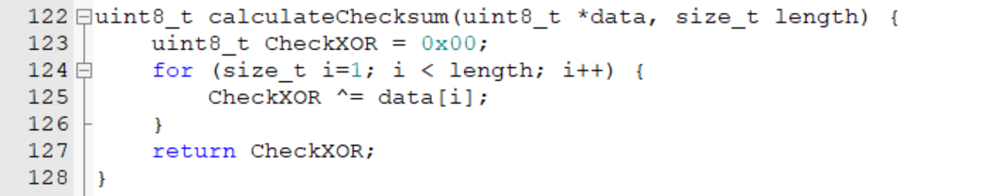 122 uint8_t calculateChecksum(uint8_t *data, size_t length) {
123     uint8_t CheckXOR = 0x00;
124     for (size_t i=1; i < length; i++) {
125         CheckXOR ^= data[i];
126     }
127     return CheckXOR;
128 }